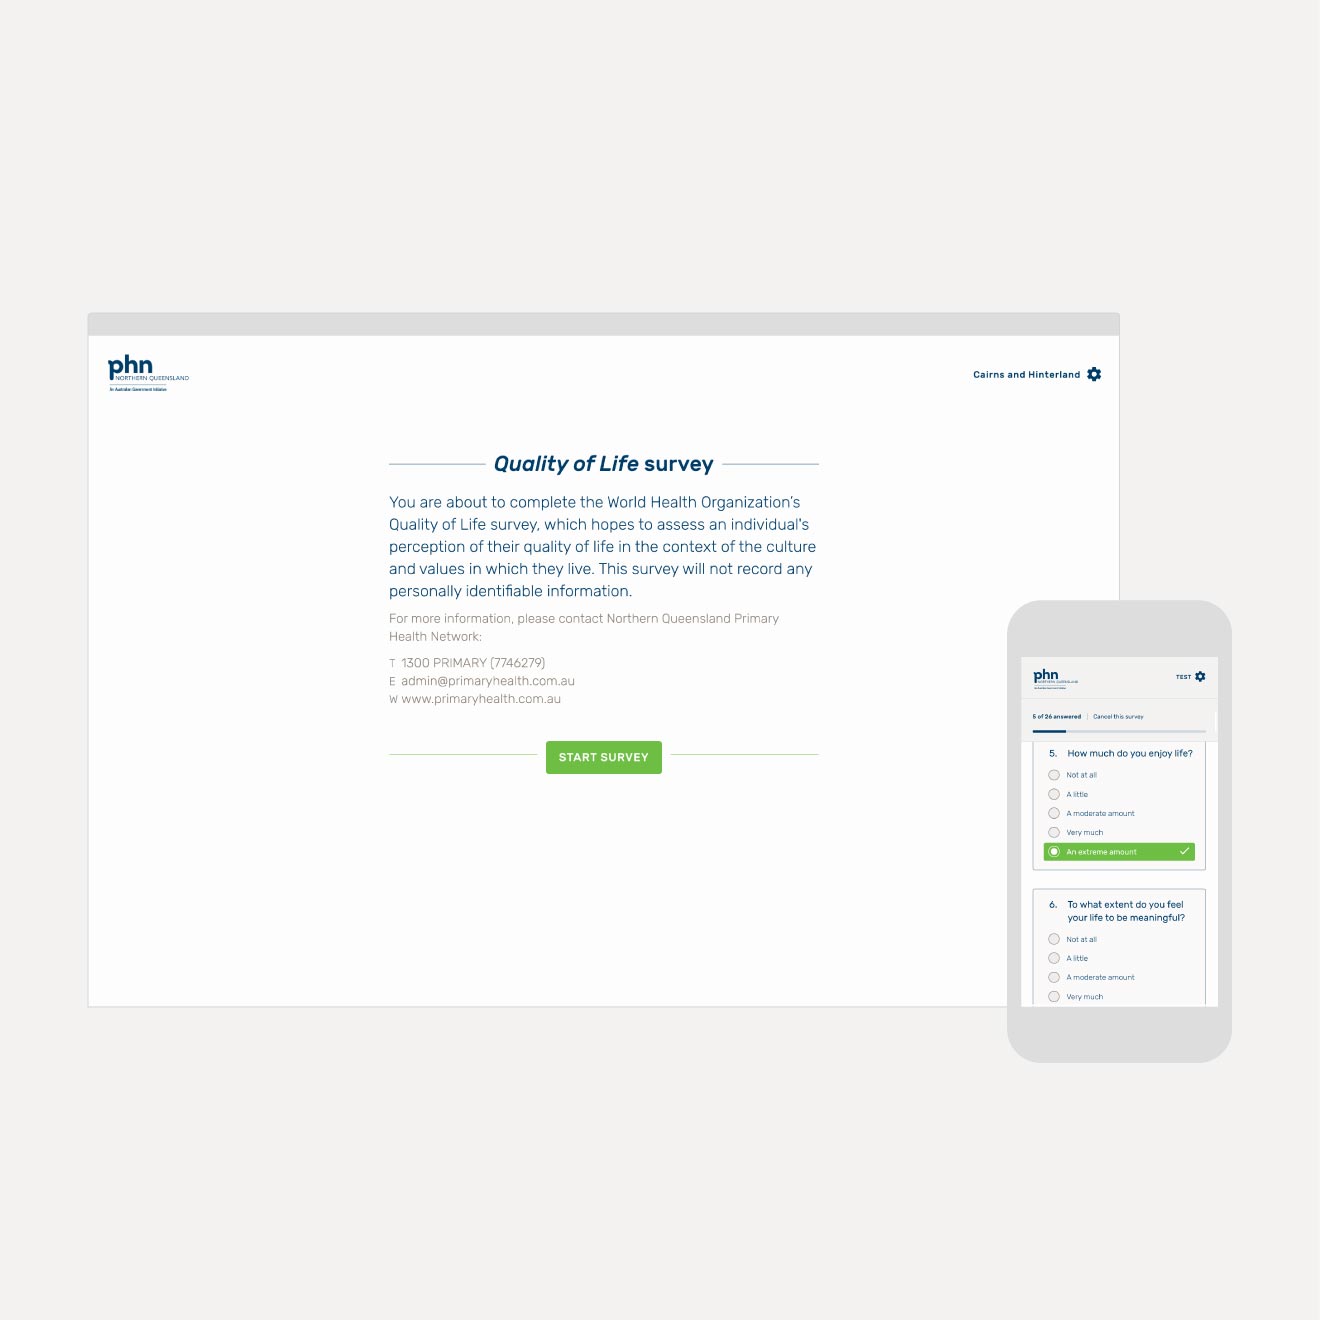 phn
NORTHERN QUEENSLAND
An Australian Government Initiative
Cairns and Hinterland
Quality of Life survey
You are about to complete the World Health Organization’s
Quality of Life survey, which hopes to assess an individual's
perception of their quality of life in the context of the culture
and values in which they live. This survey will not record any
personally identifiable information.
For more information, please contact Northern Queensland Primary
Health Network:
T 1300 PRIMARY (7746279)
E admin@primaryhealth.com.au
W www.primaryhealth.com.au
START SURVEY
phn
NORTHERN QUEENSLAND
An Australian Government Initiative
TEST
5 of 26 answered | Cancel this survey
5. How much do you enjoy life?
Not at all
A little
A moderate amount
Very much
An extreme amount
6. To what extent do you feel
your life to be meaningful?
Not at all
A little
A moderate amount
Very much